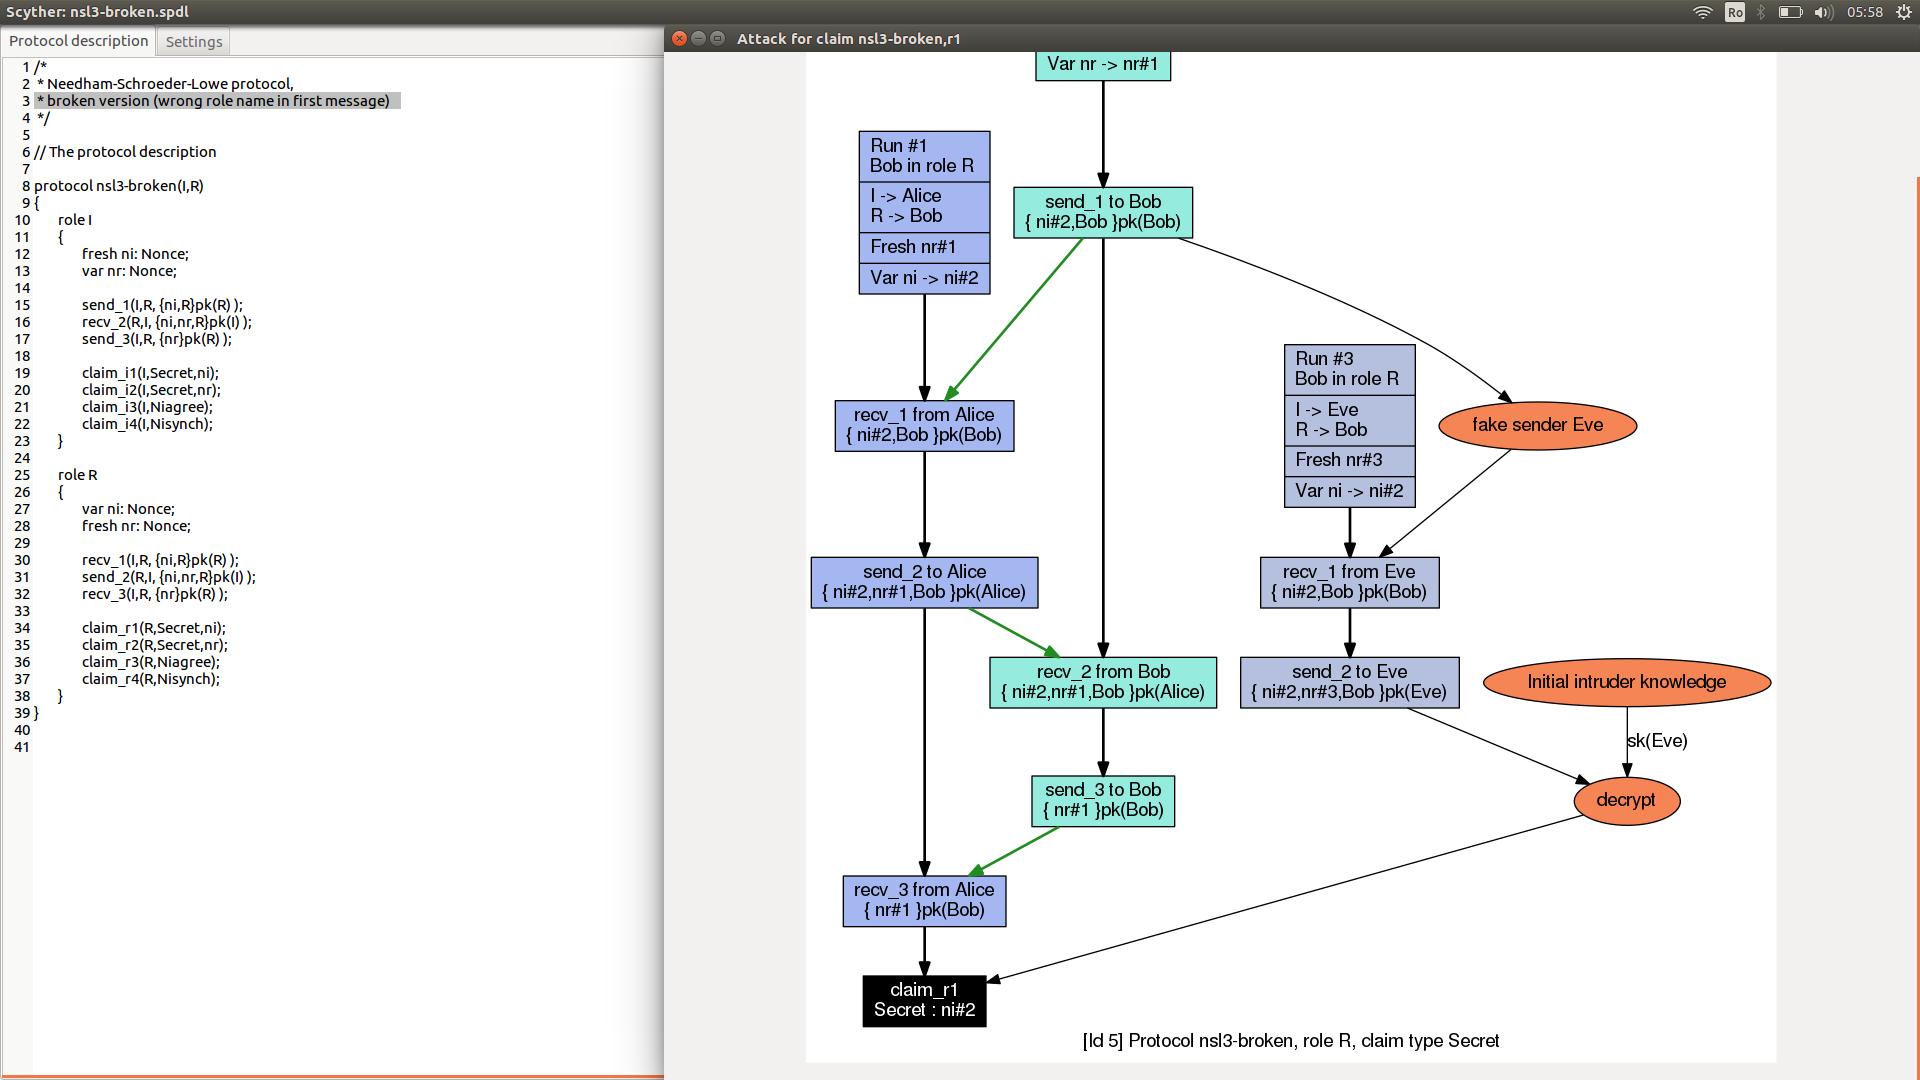 Scyther: nsl3-broken.spdl
Ro
05:58
Protocol description
Settings
1 /*
2 * Needham-Schroeder-Lowe protocol,
3 * broken version (wrong role name in first message)
4 */
5
6 // The protocol description
7
8 protocol nsl3-broken(I,R)
9 {
10 role I
11 {
12 fresh ni: Nonce;
13 var nr: Nonce;
14
15 send_1(I,R, {ni,R}pk(R) );
16 recv_2(R,I, {ni,nr,R}pk(I) );
17 send_3(I,R, {nr}pk(R) );
18
19 claim_i1(I,Secret,ni);
20 claim_i2(I,Secret,nr);
21 claim_i3(I,Niagree);
22 claim_i4(I,Nisynch);
23 }
24
25 role R
26 {
27 var ni: Nonce;
28 fresh nr: Nonce;
29
30 recv_1(I,R, {ni,R}pk(R) );
31 send_2(R,I, {ni,nr,R}pk(I) );
32 recv_3(I,R, {nr}pk(R) );
33
34 claim_r1(R,Secret,ni);
35 claim_r2(R,Secret,nr);
36 claim_r3(R,Niagree);
37 claim_r4(R,Nisynch);
38 }
39 }
40
41
Attack for claim nsl3-broken,r1
Var nr -> nr#1
Run #1
Bob in role R
I -> Alice
R -> Bob
Fresh nr#1
Var ni -> ni#2
send_1 to Bob
{ ni#2,Bob }pk(Bob)
Run #3
Bob in role R
I -> Eve
R -> Bob
Fresh nr#3
Var ni -> ni#2
fake sender Eve
recv_1 from Alice
{ ni#2,Bob }pk(Bob)
send_2 to Alice
{ ni#2,nr#1,Bob }pk(Alice)
recv_1 from Eve
{ ni#2,Bob }pk(Bob)
recv_2 from Bob
{ ni#2,nr#1,Bob }pk(Alice)
send_2 to Eve
{ ni#2,nr#3,Bob }pk(Eve)
Initial intruder knowledge
sk(Eve)
send_3 to Bob
{ nr#1 }pk(Bob)
decrypt
recv_3 from Alice
{ nr#1 }pk(Bob)
claim_r1
Secret : ni#2
[Id 5] Protocol nsl3-broken, role R, claim type Secret